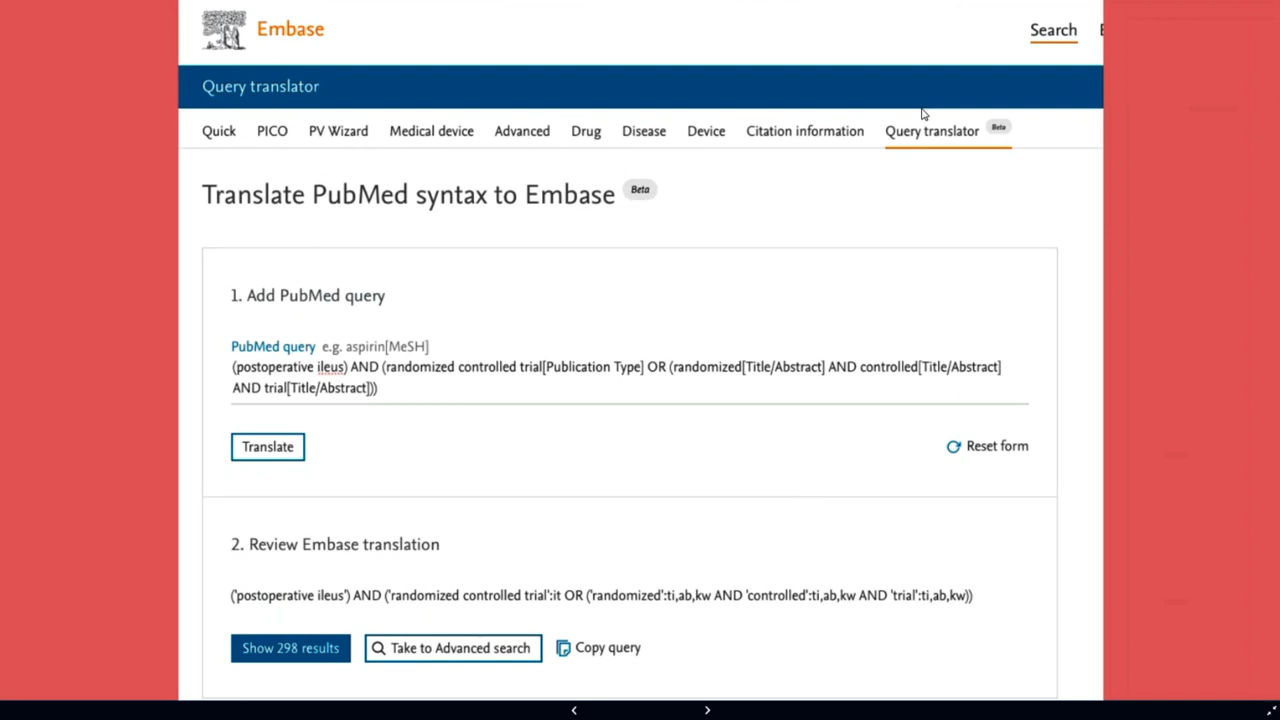 Embase
Search
Query translator
Quick PICO PV Wizard Medical device Advanced Drug Disease Device Citation information Query translator Beta
Translate PubMed syntax to Embase Beta
1. Add PubMed query
PubMed query e.g. aspirin[MeSH]
(postoperative ileus) AND (randomized controlled trial[Publication Type] OR (randomized[Title/Abstract] AND controlled[Title/Abstract]
AND trial[Title/Abstract]))
Translate
Reset form
2. Review Embase translation
('postoperative ileus') AND ('randomized controlled trial':it OR ('randomized':ti,ab,kw AND 'controlled':ti,ab,kw AND 'trial':ti,ab,kw))
Show 298 results Take to Advanced search Copy query